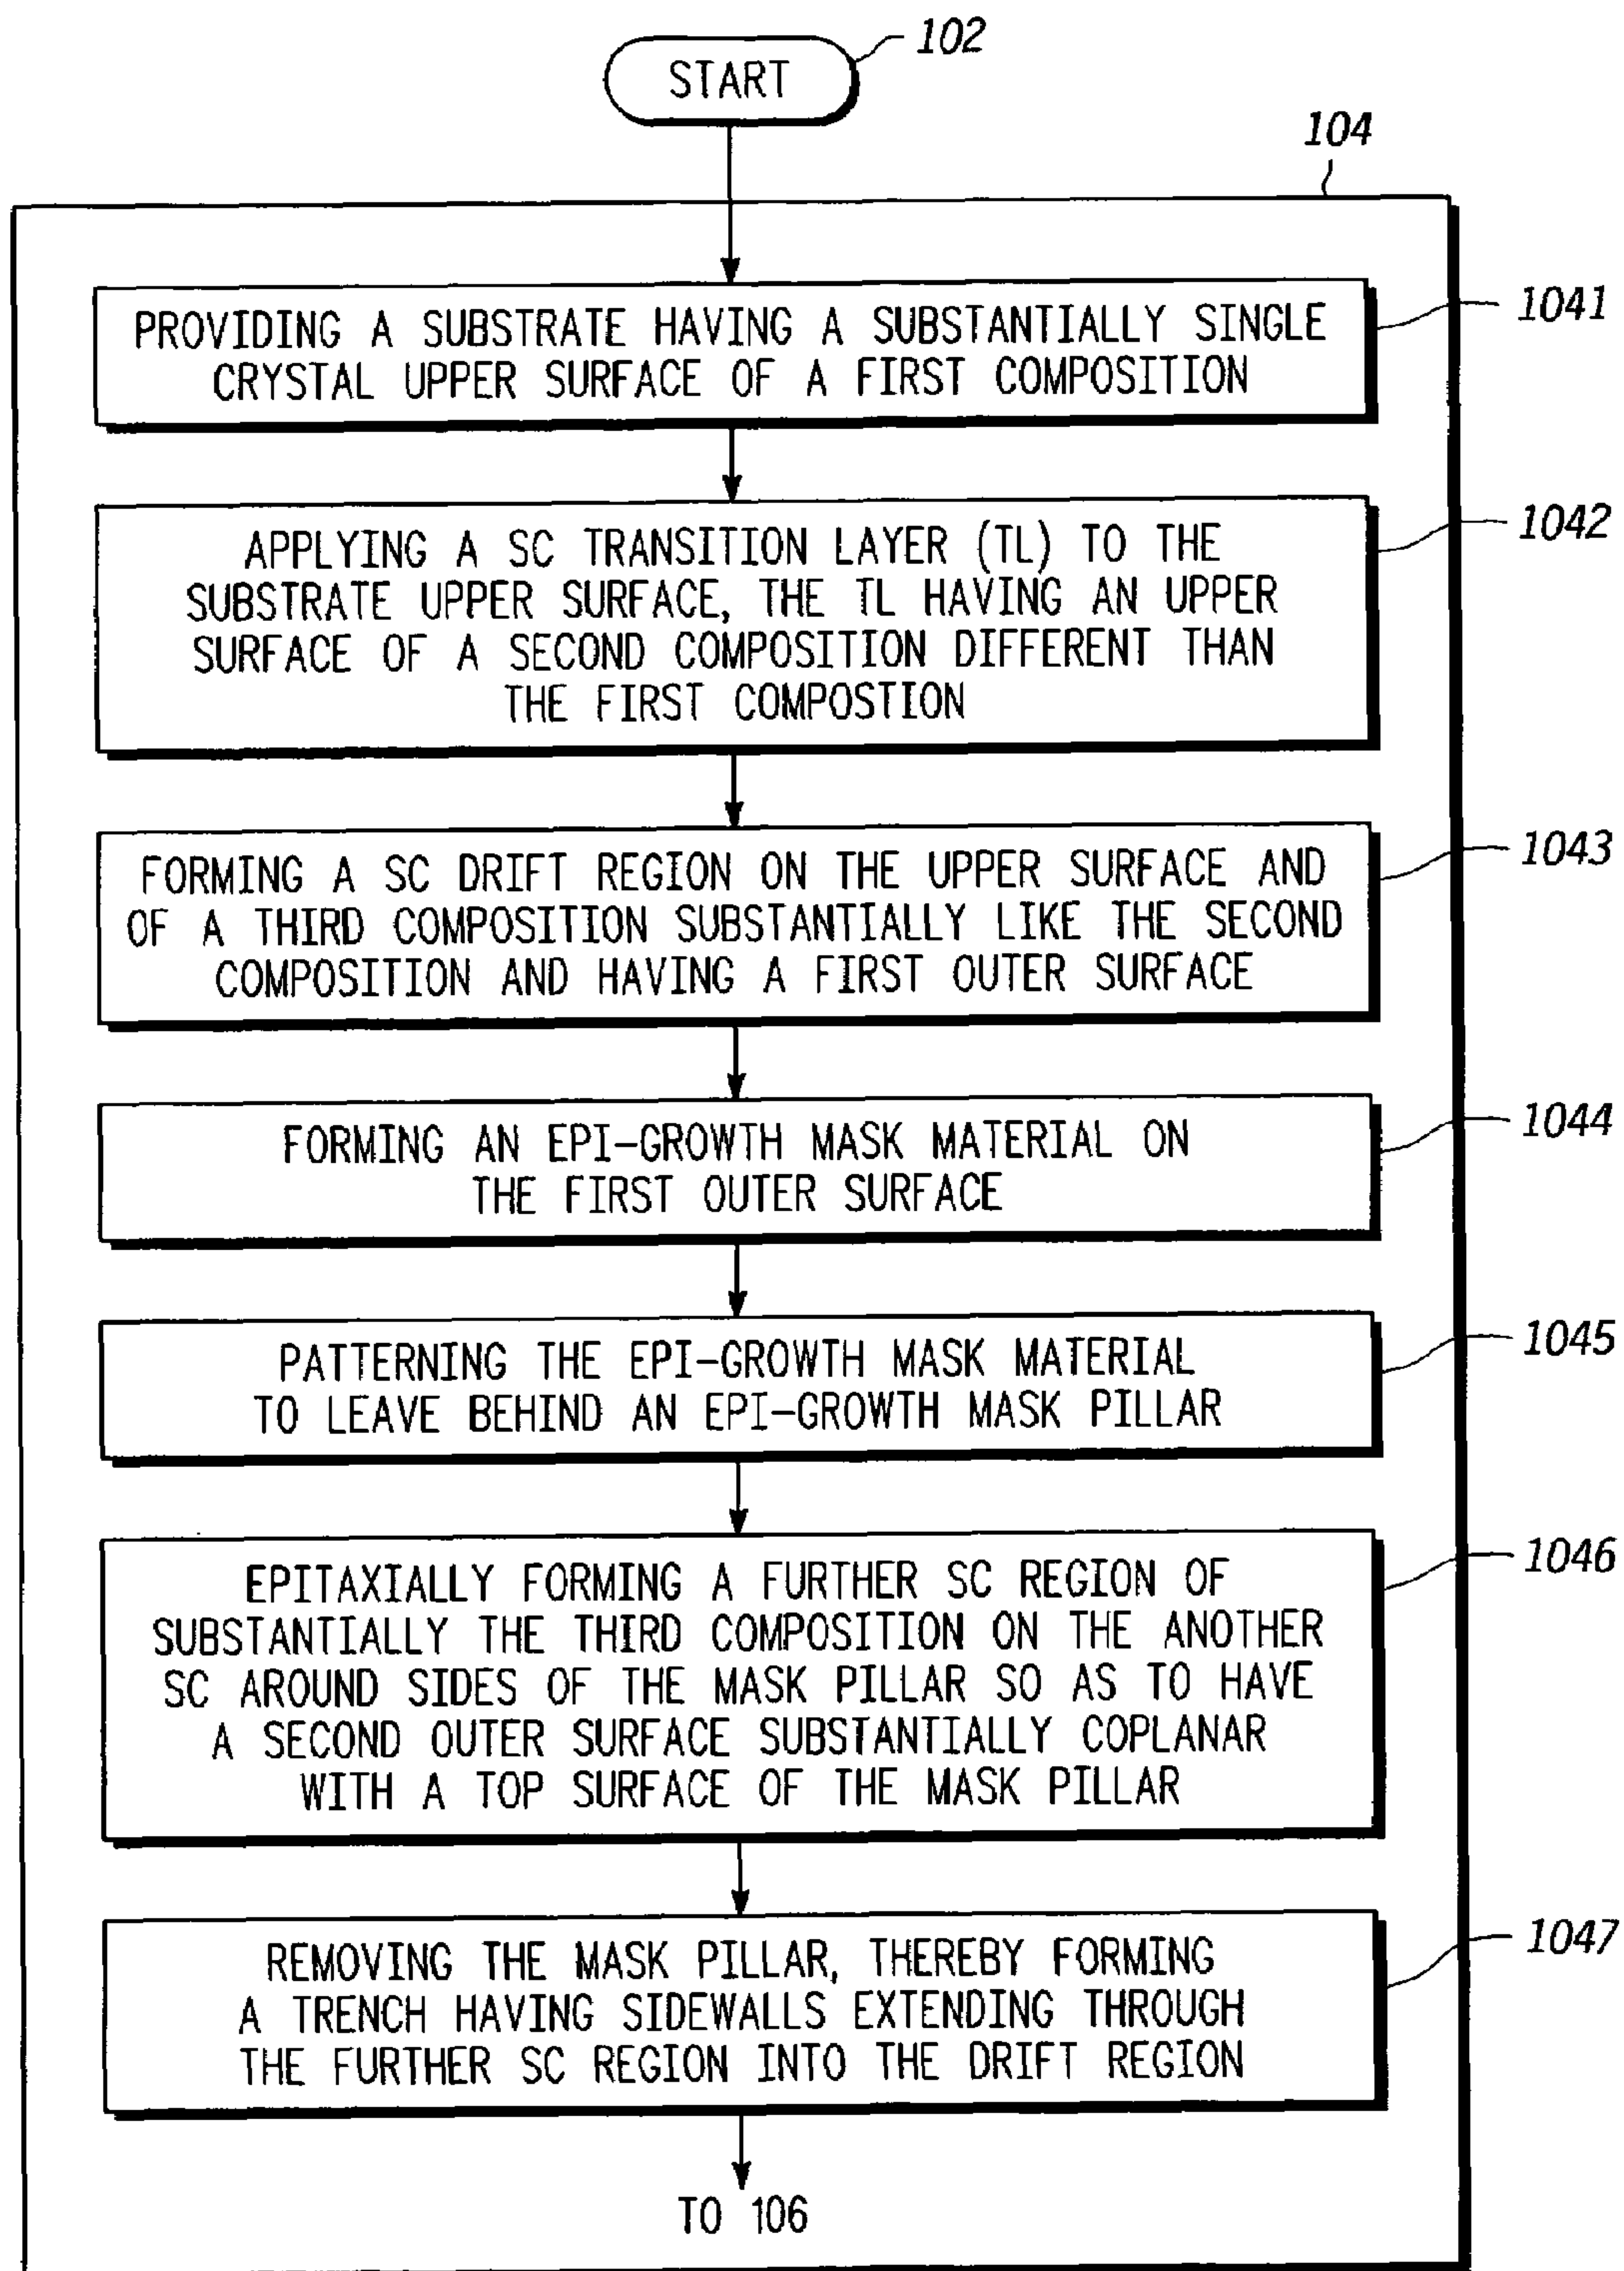 START
102
104
PROVIDING A SUBSTRATE HAVING A SUBSTANTIALLY SINGLE
CRYSTAL UPPER SURFACE OF A FIRST COMPOSITION
1041
APPLYING A SC TRANSITION LAYER (TL) TO THE
SUBSTRATE UPPER SURFACE, THE TL HAVING AN UPPER
SURFACE OF A SECOND COMPOSITION DIFFERENT THAN
THE FIRST COMPOSTION
1042
FORMING A SC DRIFT REGION ON THE UPPER SURFACE AND
OF A THIRD COMPOSITION SUBSTANTIALLY LIKE THE SECOND
COMPOSITION AND HAVING A FIRST OUTER SURFACE
1043
FORMING AN EPI-GROWTH MASK MATERIAL ON
THE FIRST OUTER SURFACE
1044
PATTERNING THE EPI-GROWTH MASK MATERIAL
TO LEAVE BEHIND AN EPI-GROWTH MASK PILLAR
1045
EPITAXIALLY FORMING A FURTHER SC REGION OF
SUBSTANTIALLY THE THIRD COMPOSITION ON THE ANOTHER
SC AROUND SIDES OF THE MASK PILLAR SO AS TO HAVE
A SECOND OUTER SURFACE SUBSTANTIALLY COPLANAR
WITH A TOP SURFACE OF THE MASK PILLAR
1046
REMOVING THE MASK PILLAR, THEREBY FORMING
A TRENCH HAVING SIDEWALLS EXTENDING THROUGH
THE FURTHER SC REGION INTO THE DRIFT REGION
1047
TO 106